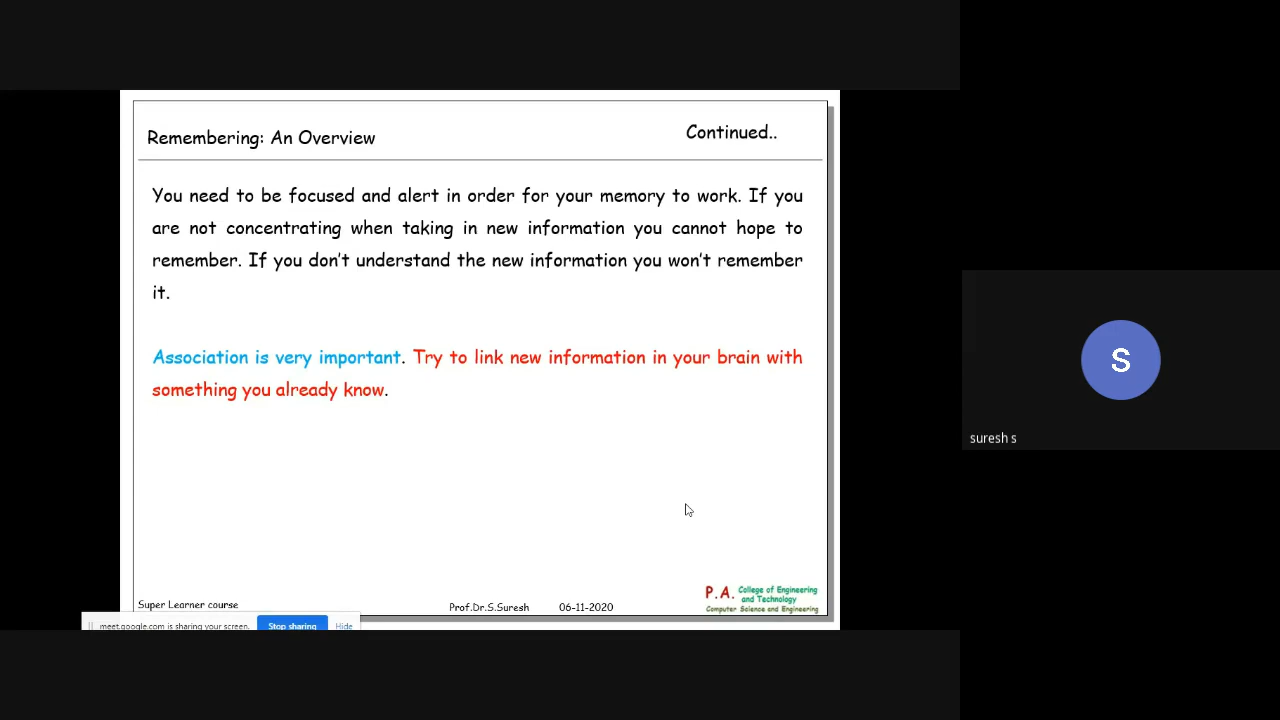 Remembering: An Overview
Continued..
You need to be focused and alert in order for your memory to work. If you
are not concentrating when taking in new information you cannot hope to
remember. If you don't understand the new information you won't remember
it.
Association is very important. Try to link new information in your brain with
something you already know.
Super Learner course
Prof.Dr.S.Suresh
06-11-2020
P.A. College of Engineering
and Technology
Computer Science and Engineering
meet.google.com is sharing your screen.
Stop sharing
Hide
S
suresh s